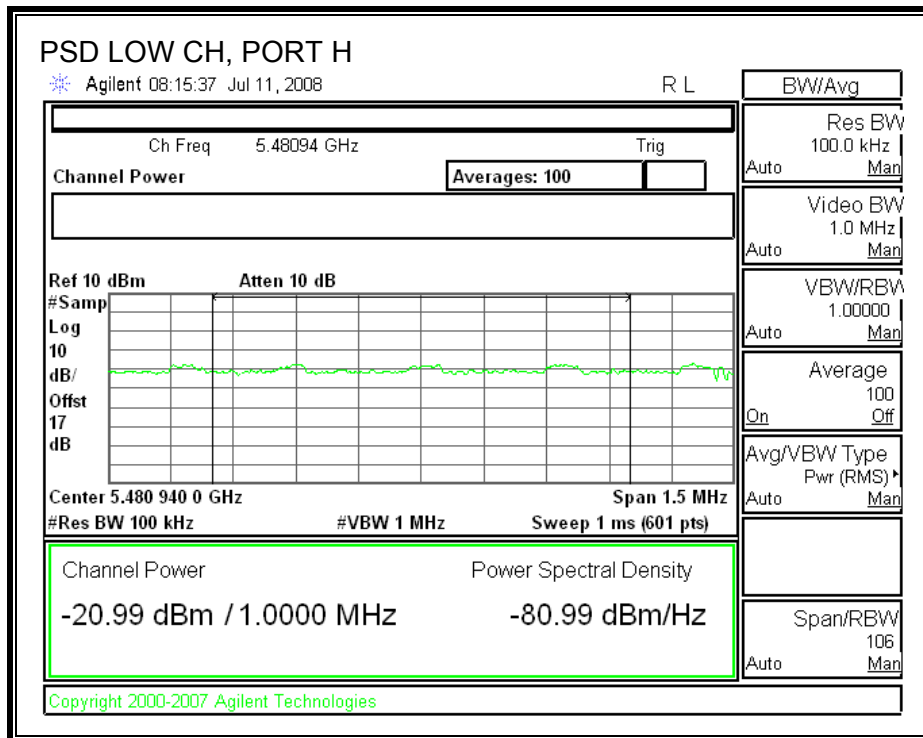 PSD LOW CH, PORT H
Agilent 08:15:37 Jul 11, 2008
R L
BW/Avg
Ch Freq 5.48094 GHz Trig
Channel Power Averages: 100
Ref 10 dBm Atten 10 dB
#Samp
Log
10
dB/
Offst
17
dB
Center 5.480 940 0 GHz Span 1.5 MHz
#Res BW 100 kHz #VBW 1 MHz Sweep 1 ms (601 pts)
Channel Power Power Spectral Density
-20.99 dBm / 1.0000 MHz -80.99 dBm/Hz
Copyright 2000-2007 Agilent Technologies
Res BW
100.0 kHz
Auto Man
Video BW
1.0 MHz
Auto Man
VBW/RBW
1.00000
Auto Man
Average
100
On Off
Avg/VBW Type
Pwr (RMS)
Auto Man
Span/RBW
106
Auto Man